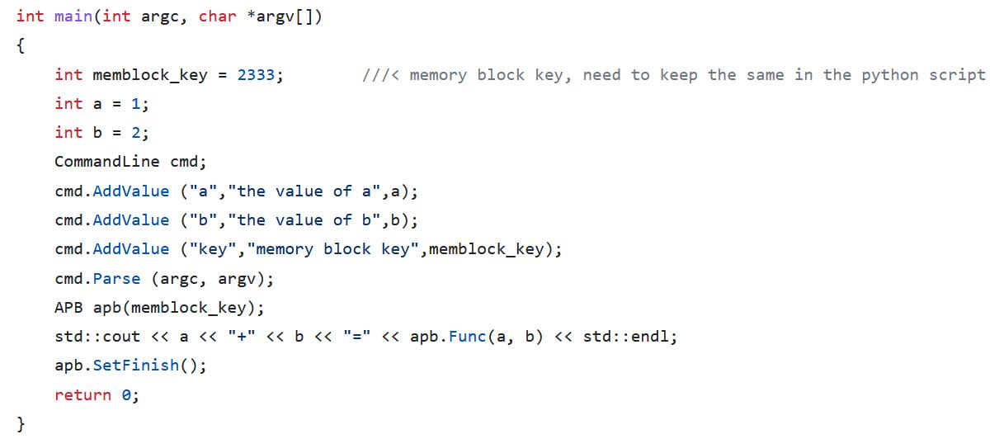 int main(int argc, char *argv[])
{
    int memblock_key = 2333;        ///< memory block key, need to keep the same in the python script
    int a = 1;
    int b = 2;
    CommandLine cmd;
    cmd.AddValue ("a","the value of a",a);
    cmd.AddValue ("b","the value of b",b);
    cmd.AddValue ("key","memory block key",memblock_key);
    cmd.Parse (argc, argv);
    APB apb(memblock_key);
    std::cout << a << "+" << b << "=" << apb.Func(a, b) << std::endl;
    apb.SetFinish();
    return 0;
}